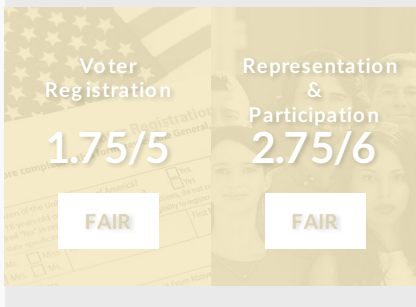 Voter
Registration
1.75/5
FAIR
Representation
&
Participation
2.75/6
FAIR